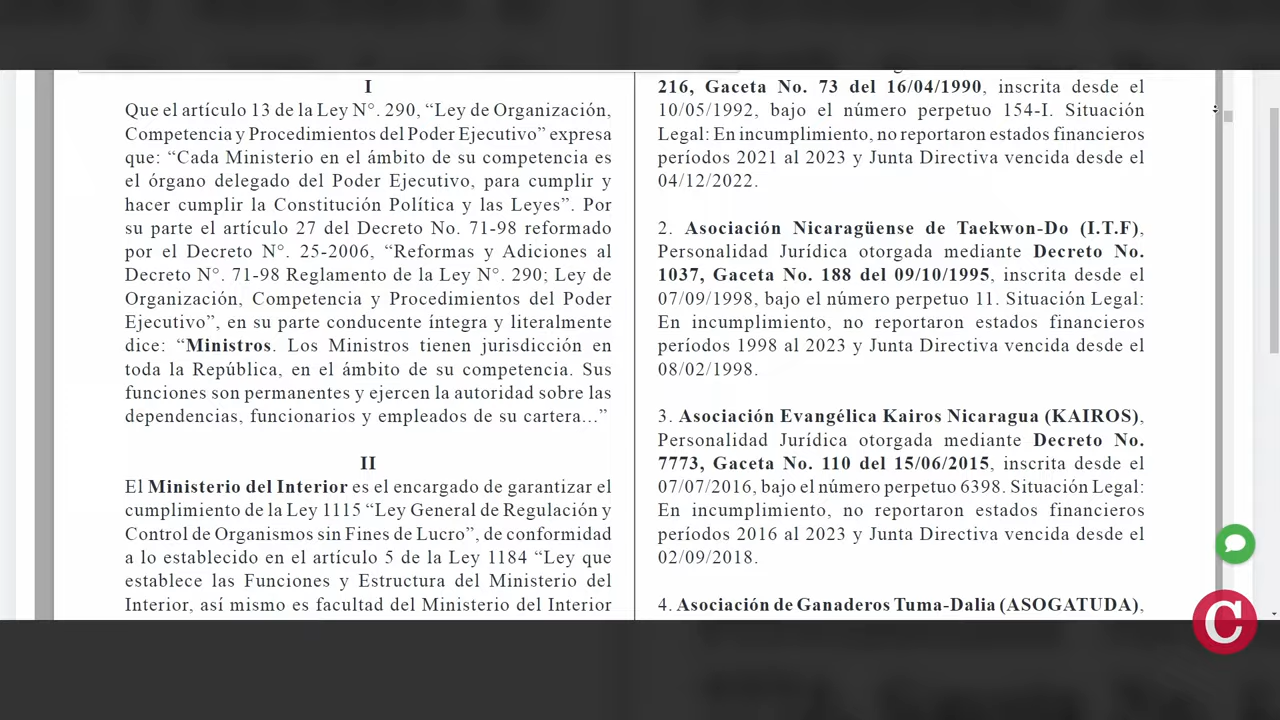 I
Que el artículo 13 de la Ley N°. 290, “Ley de Organización,
Competencia y Procedimientos del Poder Ejecutivo” expresa
que: “Cada Ministerio en el ámbito de su competencia es
el órgano delegado del Poder Ejecutivo, para cumplir y
hacer cumplir la Constitución Política y las Leyes”. Por
su parte el artículo 27 del Decreto No. 71-98 reformado
por el Decreto N°. 25-2006, “Reformas y Adiciones al
Decreto N°. 71-98 Reglamento de la Ley N°. 290; Ley de
Organización, Competencia y Procedimientos del Poder
Ejecutivo”, en su parte conducente íntegra y literalmente
dice: “Ministros. Los Ministros tienen jurisdicción en
toda la República, en el ámbito de su competencia. Sus
funciones son permanentes y ejercen la autoridad sobre las
dependencias, funcionarios y empleados de su cartera...”
II
El Ministerio del Interior es el encargado de garantizar el
cumplimiento de la Ley 1115 “Ley General de Regulación y
Control de Organismos sin Fines de Lucro”, de conformidad
a lo establecido en el artículo 5 de la Ley 1184 “Ley que
establece las Funciones y Estructura del Ministerio del
Interior, así mismo es facultad del Ministerio del Interior
216, Gaceta No. 73 del 16/04/1990, inscrita desde el
10/05/1992, bajo el número perpetuo 154-I. Situación
Legal: En incumplimiento, no reportaron estados financieros
períodos 2021 al 2023 y Junta Directiva vencida desde el
04/12/2022.
2. Asociación Nicaragüense de Taekwon-Do (I.T.F),
Personalidad Jurídica otorgada mediante Decreto No.
1037, Gaceta No. 188 del 09/10/1995, inscrita desde el
07/09/1998, bajo el número perpetuo 11. Situación Legal:
En incumplimiento, no reportaron estados financieros
períodos 1998 al 2023 y Junta Directiva vencida desde el
08/02/1998.
3. Asociación Evangélica Kairos Nicaragua (KAIROS),
Personalidad Jurídica otorgada mediante Decreto No.
7773, Gaceta No. 110 del 15/06/2015, inscrita desde el
07/07/2016, bajo el número perpetuo 6398. Situación Legal:
En incumplimiento, no reportaron estados financieros
períodos 2016 al 2023 y Junta Directiva vencida desde el
02/09/2018.
4. Asociación de Ganaderos Tuma-Dalia (ASOGATUDA),
C